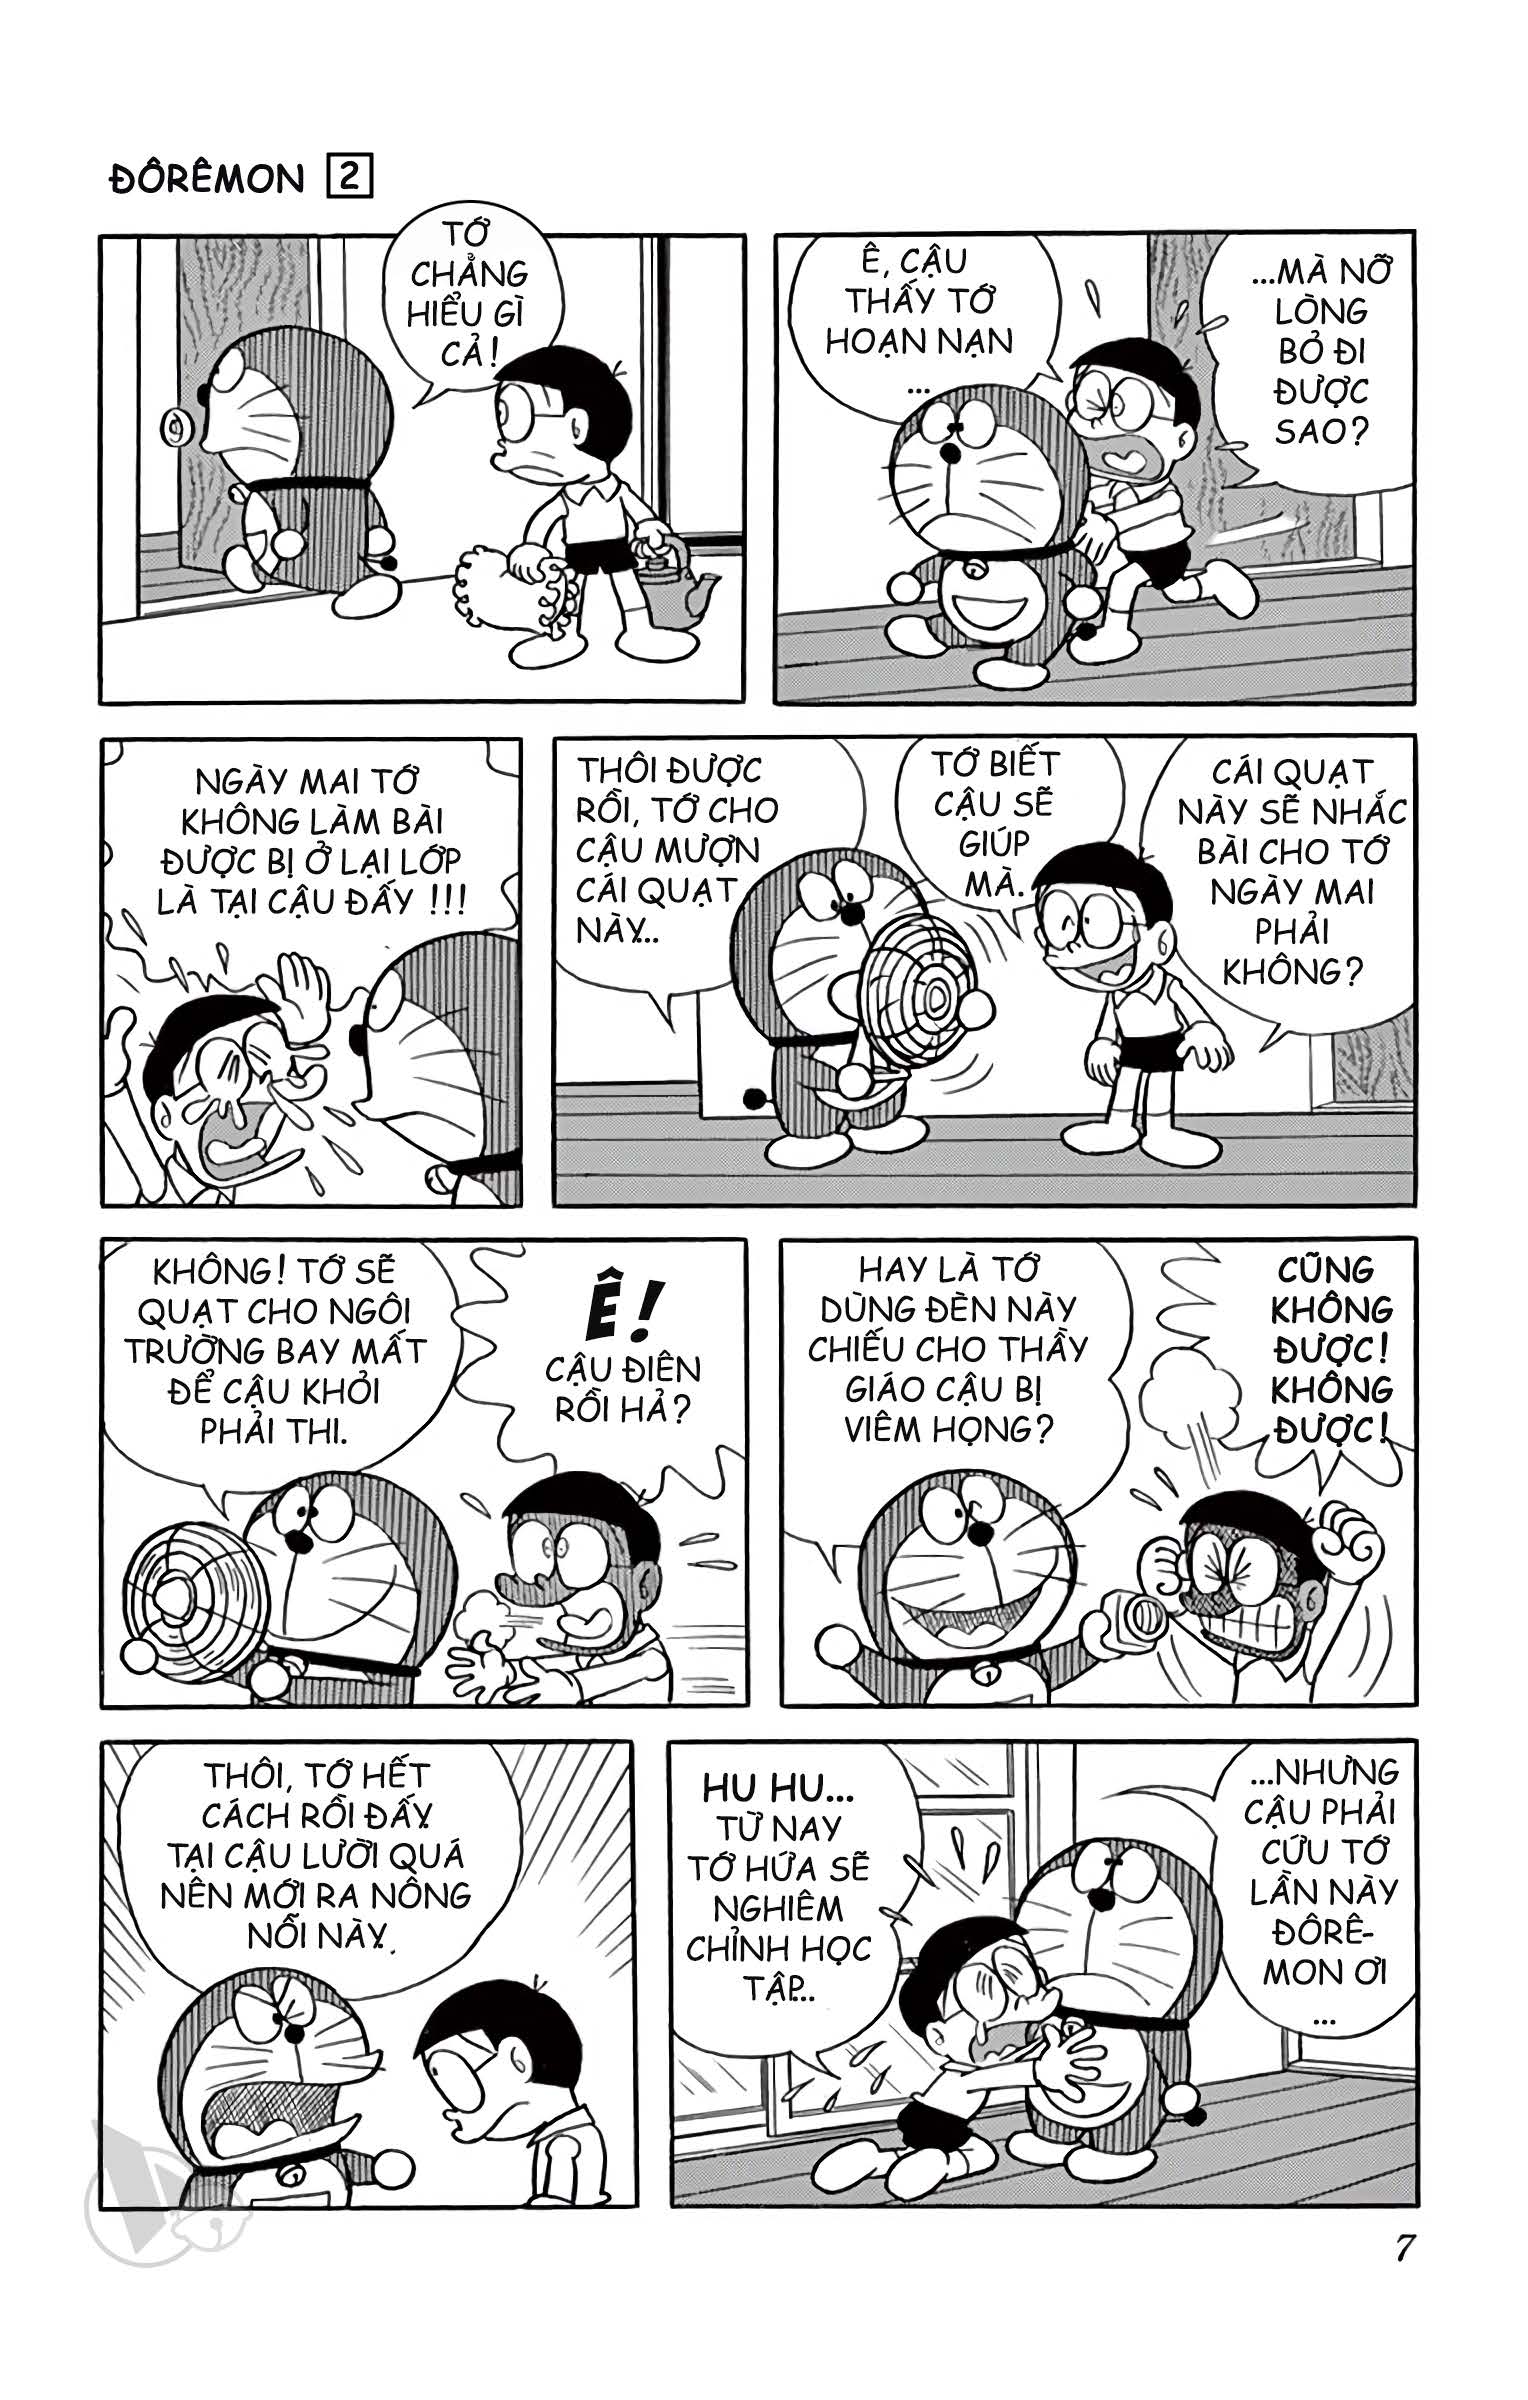 ĐÔRÊMON 2
TỚ
CHẲNG
HIỂU GÌ
CẢ!
Ê, CẬU
THẤY TỚ
HOẠN NẠN
...
...MÀ NỠ
LÒNG
BỎ ĐI
ĐƯỢC
SAO?
NGÀY MAI TỚ
KHÔNG LÀM BÀI
ĐƯỢC BỊ Ở LẠI LỚP
LÀ TẠI CẬU ĐẤY !!!
THÔI ĐƯỢC
RỒI, TỚ CHO
CẬU MƯỢN
CÁI QUẠT
NÀY...
TỚ BIẾT
CẬU SẼ
GIÚP
MÀ.
CÁI QUẠT
NÀY SẼ NHẮC
BÀI CHO TỚ
NGÀY MAI
PHẢI
KHÔNG?
KHÔNG! TỚ SẼ
QUẠT CHO NGÔI
TRƯỜNG BAY MẤT
ĐỂ CẬU KHỎI
PHẢI THI.
Ê!
CẬU ĐIÊN
RỒI HẢ?
HAY LÀ TỚ
DÙNG ĐÈN NÀY
CHIẾU CHO THẦY
GIÁO CẬU BỊ
VIÊM HỌNG?
CŨNG
KHÔNG
ĐƯỢC!
KHÔNG
ĐƯỢC!
THÔI, TỚ HẾT
CÁCH RỒI ĐẤY.
TẠI CẬU LƯỜI QUÁ
NÊN MỚI RA NÔNG
NỖI NÀY.
HU HU...
TỪ NAY
TỚ HỨA SẼ
NGHIÊM
CHỈNH HỌC
TẬP...
...NHƯNG
CẬU PHẢI
CỨU TỚ
LẦN NÀY
ĐÔRÊ-
MON ƠI
...
7